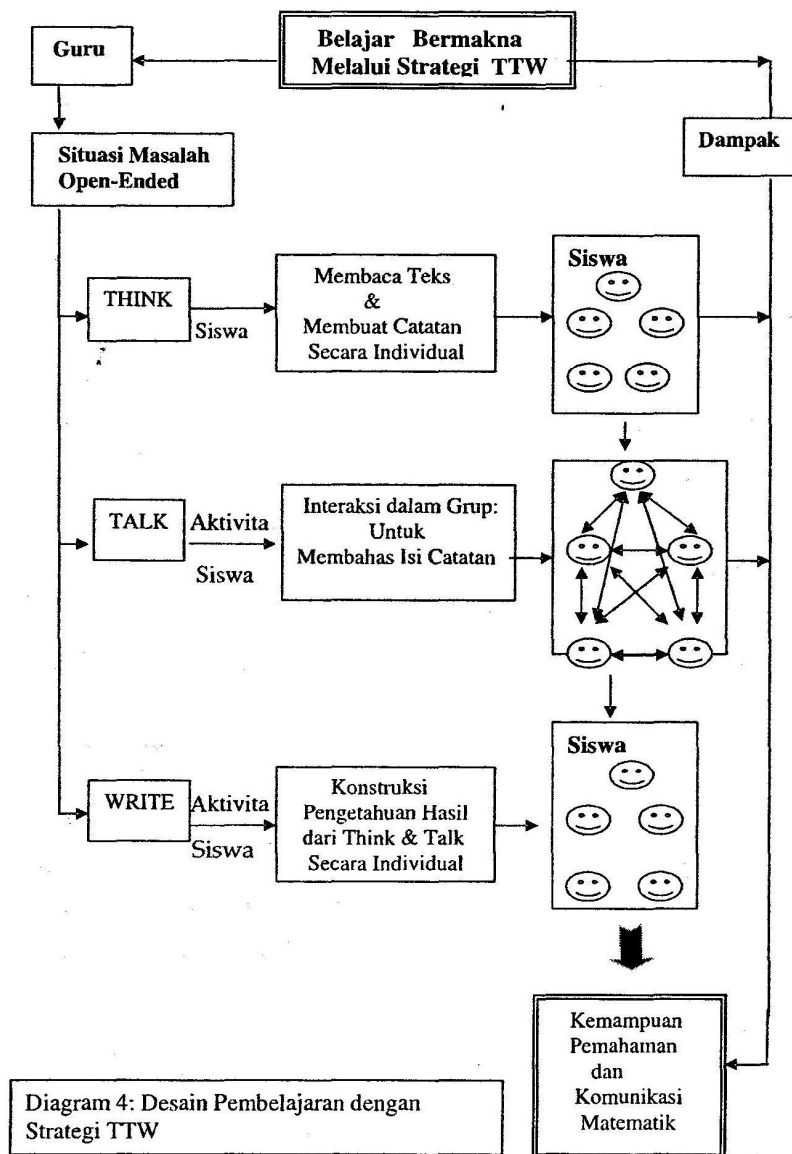 Belajar Bermakna
Melalui Strategi TTW
Guru
Situasi Masalah
Open-Ended
Dampak
THINK
Siswa
Membaca Teks
&
Membuat Catatan
Secara Individual
Siswa
TALK
Aktivita
Siswa
Interaksi dalam Grup:
Untuk
Membahas Isi Catatan
WRITE
Aktivita
Siswa
Konstruksi
Pengetahuan Hasil
dari Think & Talk
Secara Individual
Siswa
Kemampuan
Pemahaman
dan
Komunikasi
Matematik
Diagram 4: Desain Pembelajaran dengan
Strategi TTW